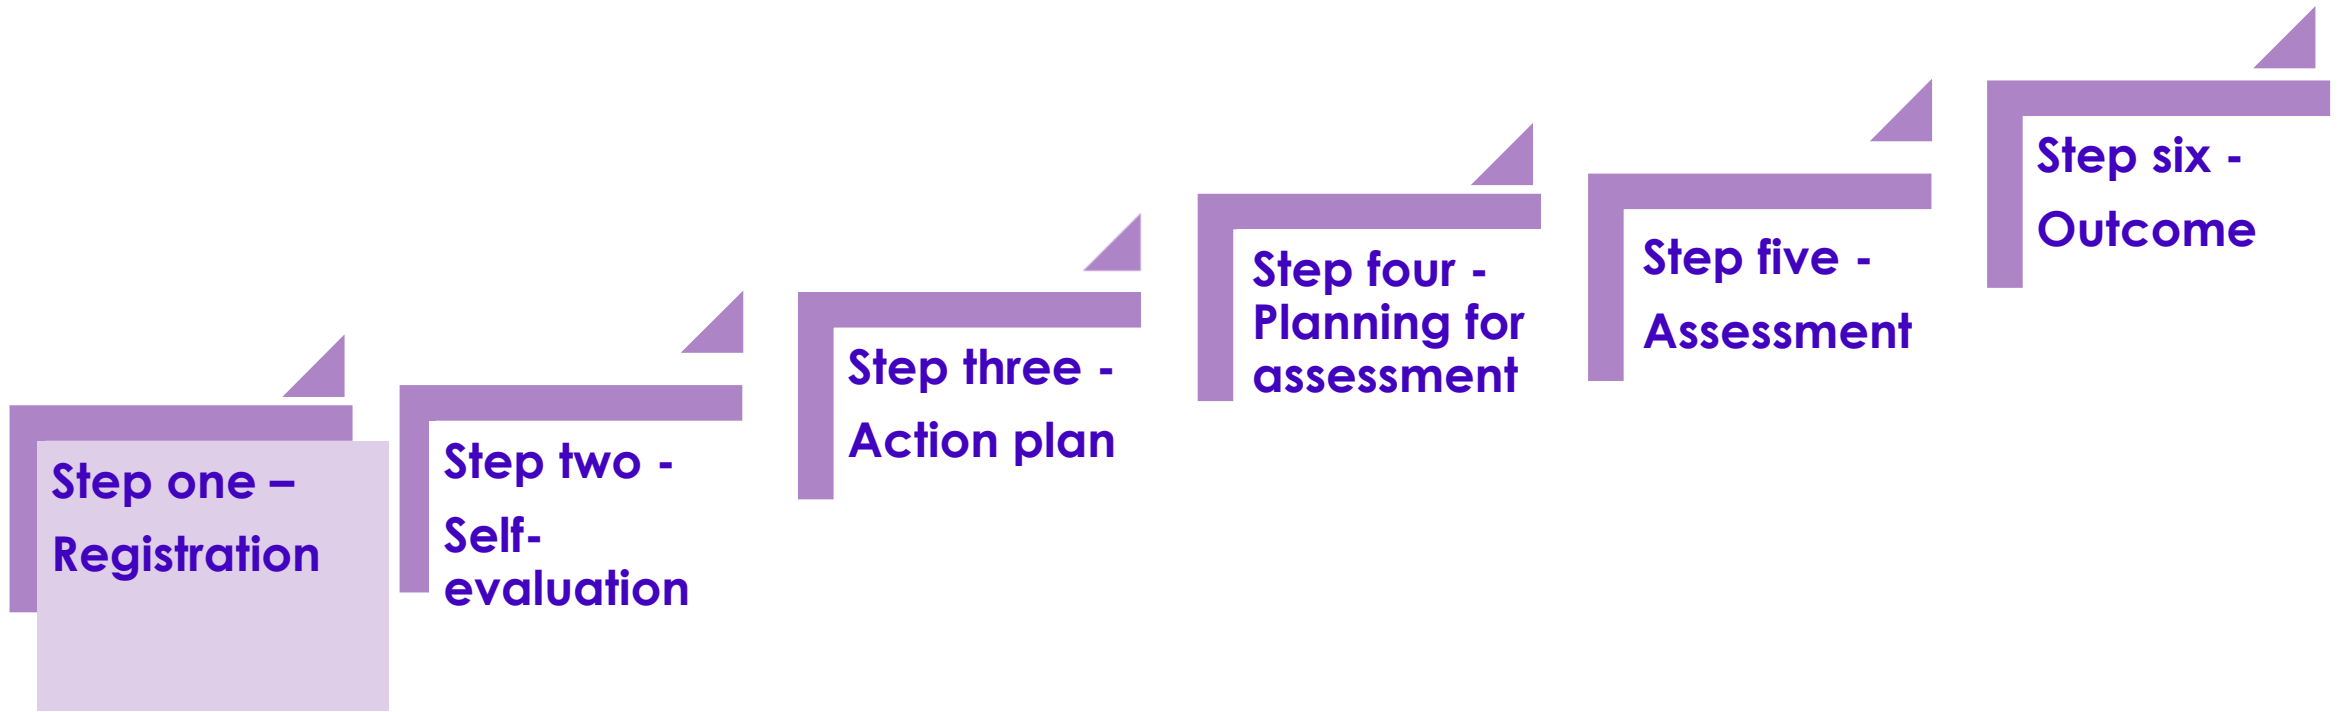 Step one –
Registration
Step two -
Self-
evaluation
Step three -
Action plan
Step four -
Planning for
assessment
Step five -
Assessment
Step six -
Outcome